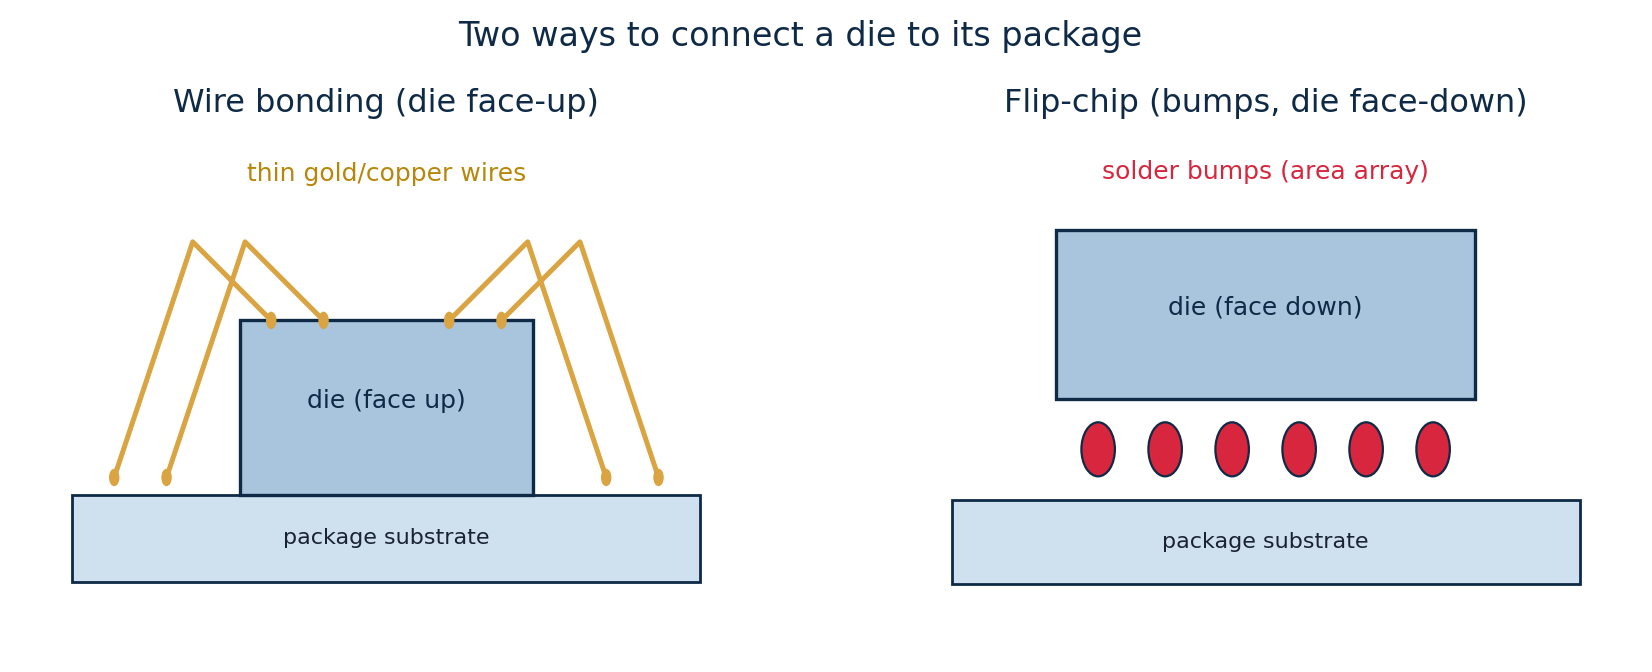 Two ways to connect a die to its package
Wire bonding (die face-up)
thin gold/copper wires
die (face up)
package substrate
Flip-chip (bumps, die face-down)
solder bumps (area array)
die (face down)
package substrate